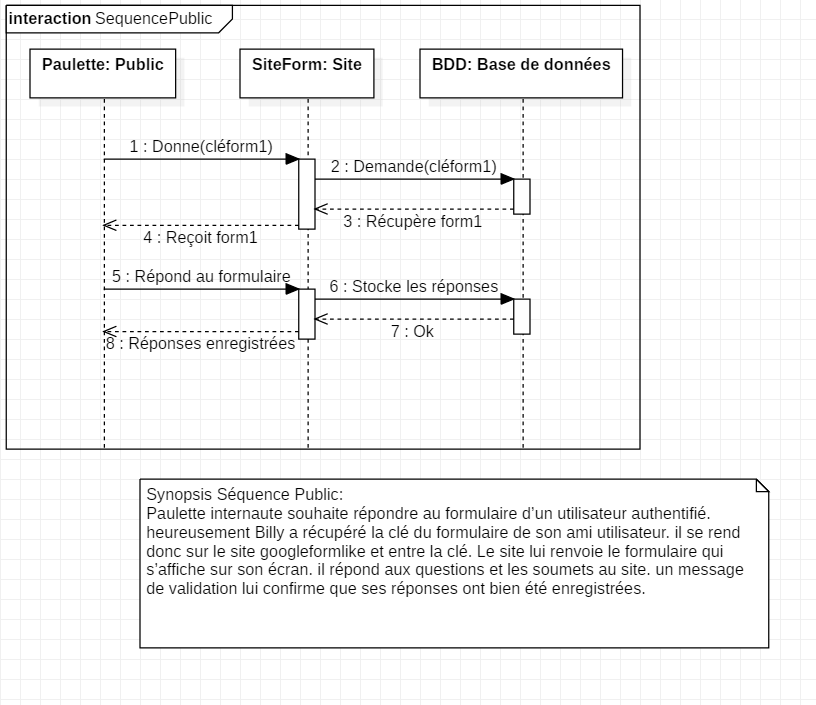 interaction SequencePublic
Paulette: Public
SiteForm: Site
BDD: Base de données
1 : Donne(cléform1)
2 : Demande(cléform1)
3 : Récupère form1
4 : Reçoit form1
5 : Répond au formulaire
6 : Stocke les réponses
7 : Ok
8 : Réponses enregistrées
Synopsis Séquence Public:
Paulette internaute souhaite répondre au formulaire d’un utilisateur authentifié.
heureusement Billy a récupéré la clé du formulaire de son ami utilisateur. il se rend
donc sur le site googleformlike et entre la clé. Le site lui renvoie le formulaire qui
s’affiche sur son écran. il répond aux questions et les soumets au site. un message
de validation lui confirme que ses réponses ont bien été enregistrées.